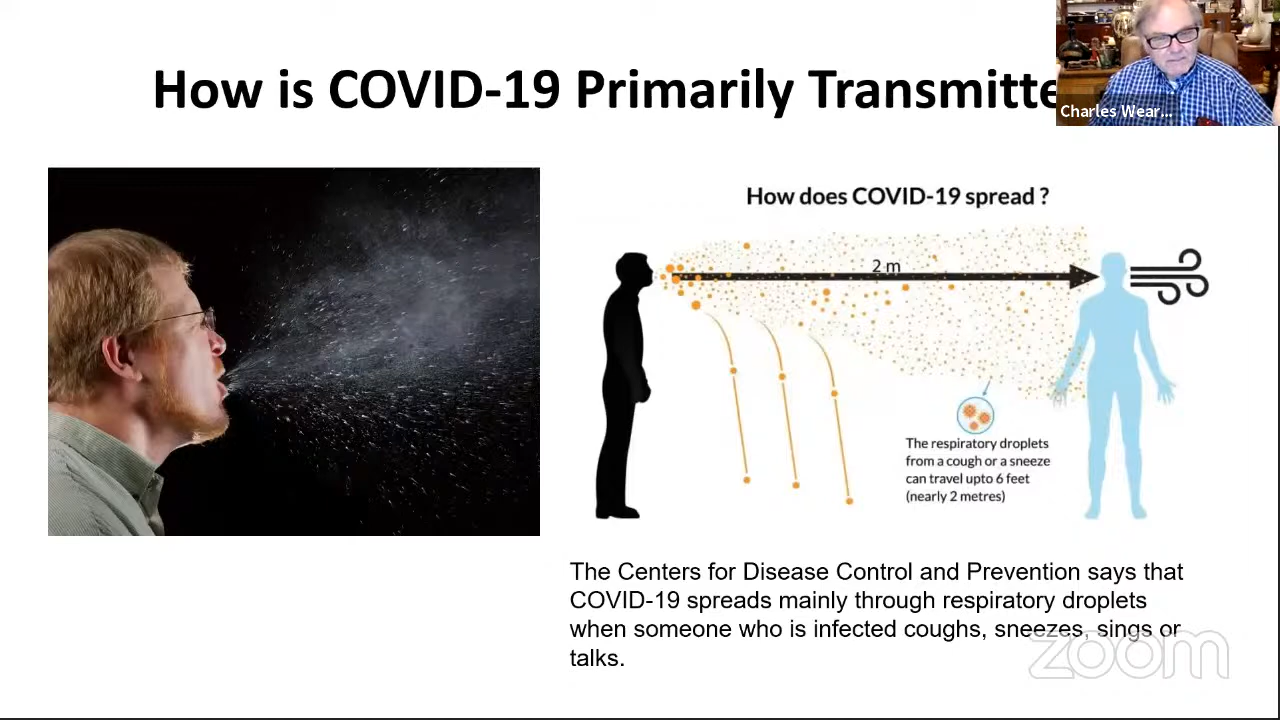 How is COVID-19 Primarily Transmitte
Charles Wear...
How does COVID-19 spread ?
2 m
The respiratory droplets
from a cough or a sneeze
can travel upto 6 feet
(nearly 2 metres)
The Centers for Disease Control and Prevention says that
COVID-19 spreads mainly through respiratory droplets
when someone who is infected coughs, sneezes, sings or
talks.
zoom